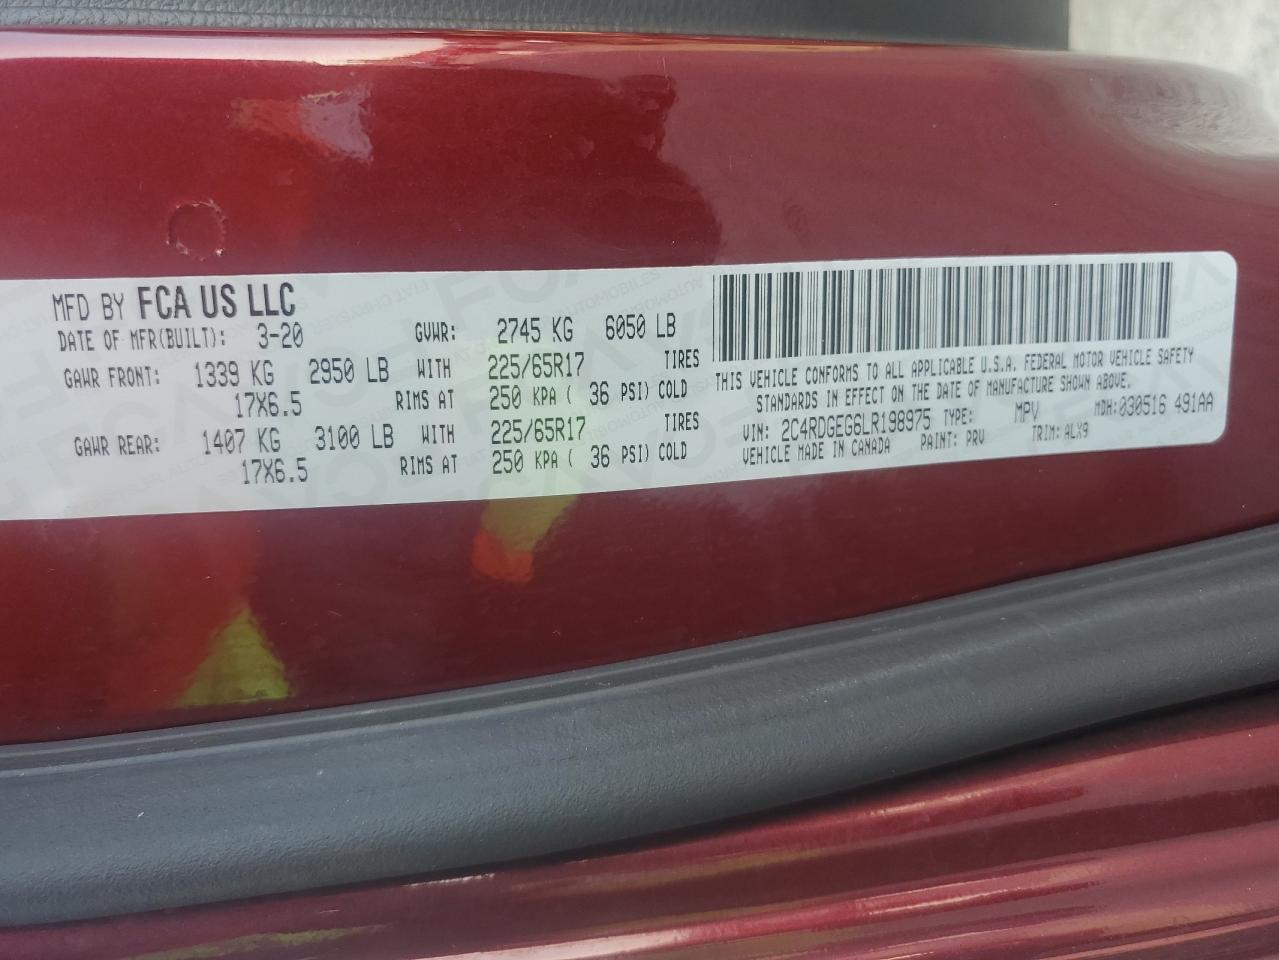 MFD BY FCA US LLC
DATE OF MFR(BUILT): 3-20 GVWR: 2745 KG 6050 LB
GAWR FRONT: 1339 KG 2950 LB WITH 225/65R17 TIRES
17X6.5 RIMS AT 250 KPA ( 36 PSI) COLD
GAWR REAR: 1407 KG 3100 LB WITH 225/65R17 TIRES
17X6.5 RIMS AT 250 KPA ( 36 PSI) COLD
THIS VEHICLE CONFORMS TO ALL APPLICABLE U.S.A. FEDERAL MOTOR VEHICLE SAFETY
STANDARDS IN EFFECT ON THE DATE OF MANUFACTURE SHOWN ABOVE.
VIN: 2C4RDGEG6LR198975 TYPE: MPV MDH:030516 491AA
VEHICLE MADE IN CANADA PAINT: PRV TRIM: ALX9